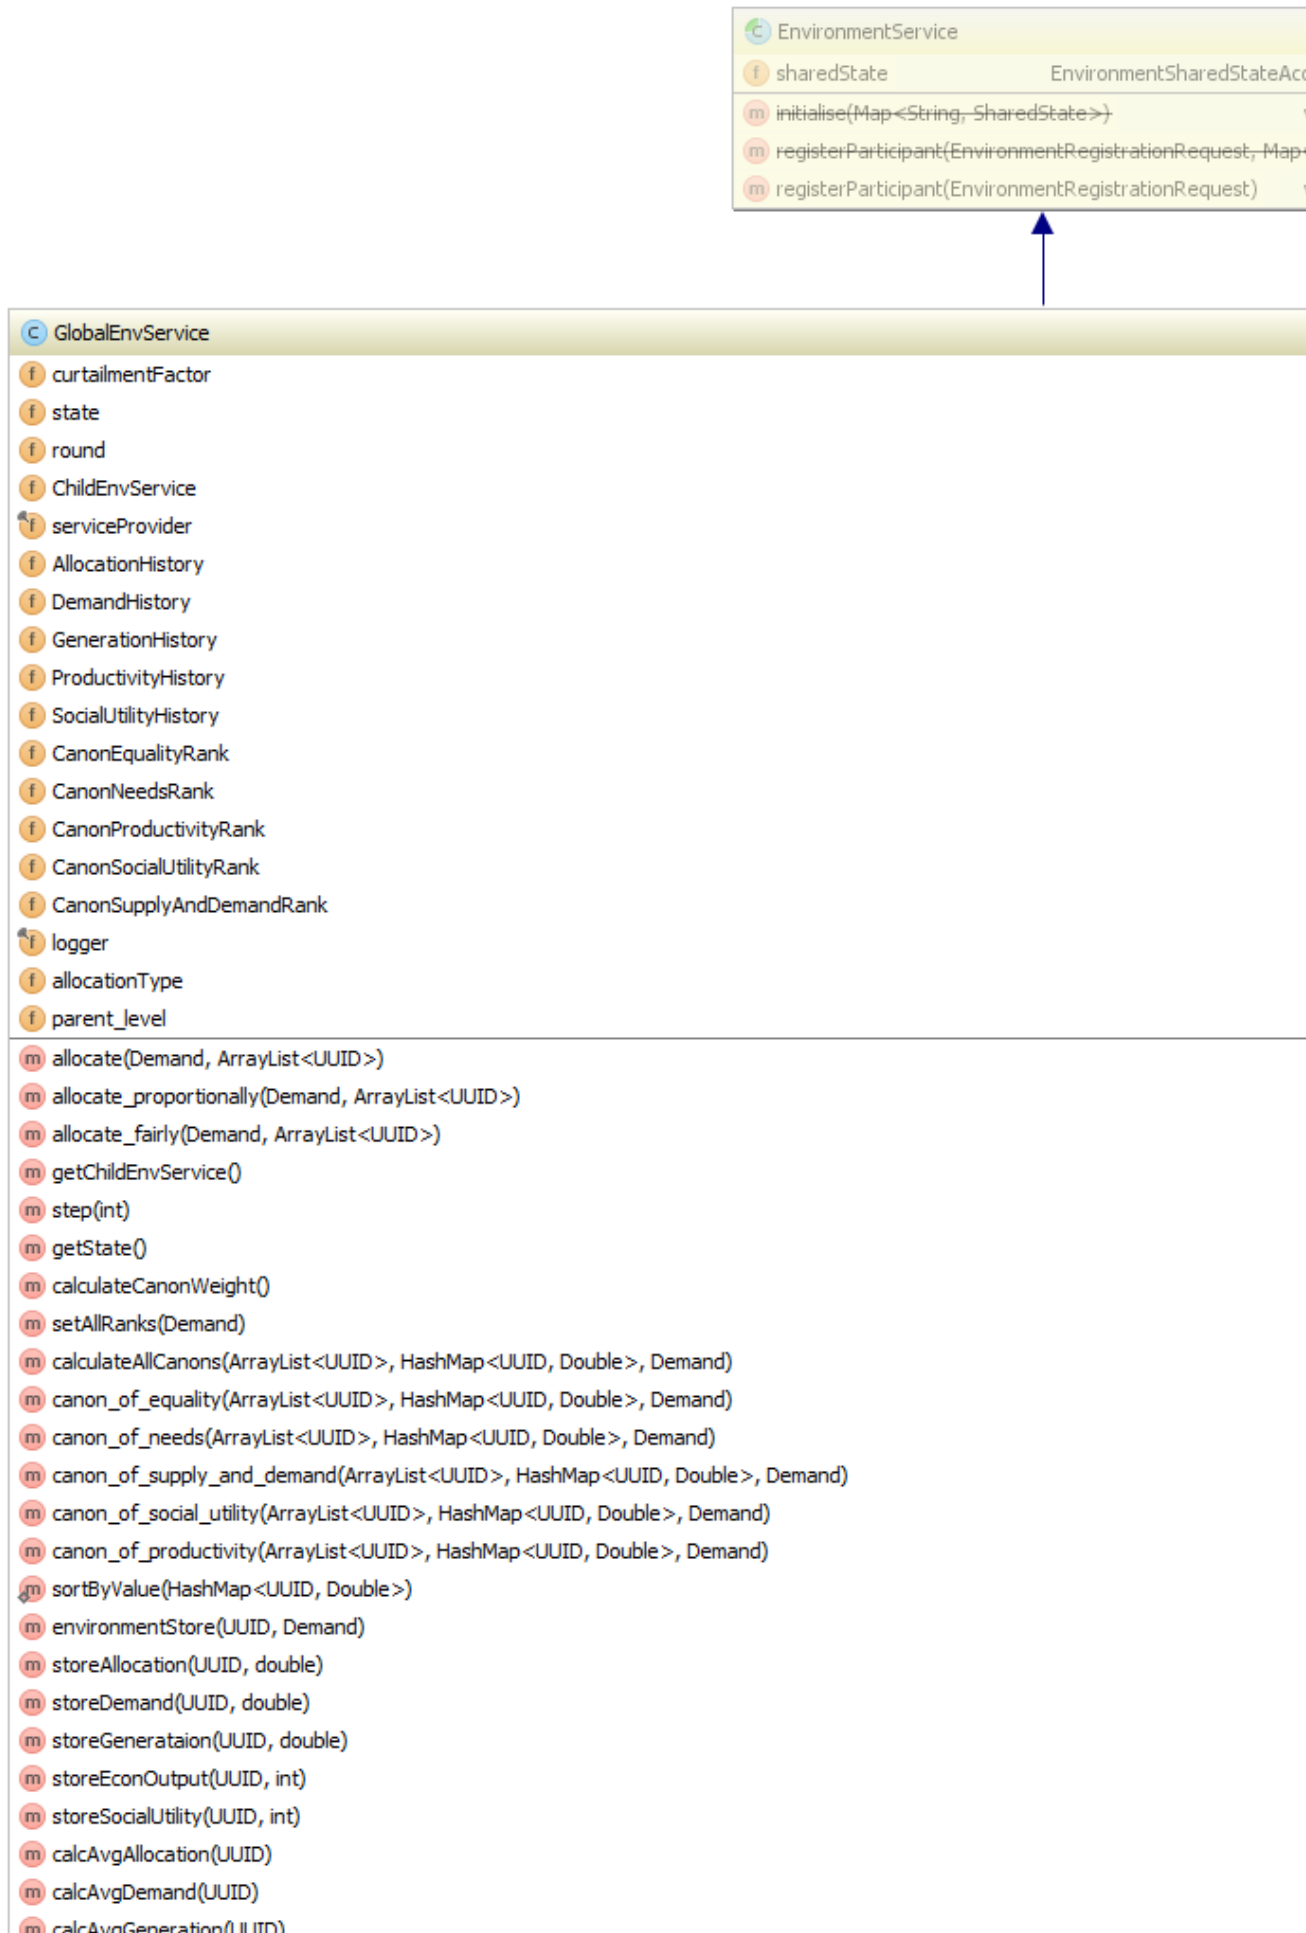 EnvironmentService
sharedState EnvironmentSharedStateAcc
initialise(Map<String, SharedState>)
registerParticipant(EnvironmentRegistrationRequest, Map<
registerParticipant(EnvironmentRegistrationRequest)
GlobalEnvService
curtailmentFactor
state
round
ChildEnvService
serviceProvider
AllocationHistory
DemandHistory
GenerationHistory
ProductivityHistory
SocialUtilityHistory
CanonEqualityRank
CanonNeedsRank
CanonProductivityRank
CanonSocialUtilityRank
CanonSupplyAndDemandRank
logger
allocationType
parent_level
allocate(Demand, ArrayList<UUID>)
allocate_proportionally(Demand, ArrayList<UUID>)
allocate_fairly(Demand, ArrayList<UUID>)
getChildEnvService()
step(int)
getState()
calculateCanonWeight()
setAllRanks(Demand)
calculateAllCanons(ArrayList<UUID>, HashMap<UUID, Double>, Demand)
canon_of_equality(ArrayList<UUID>, HashMap<UUID, Double>, Demand)
canon_of_needs(ArrayList<UUID>, HashMap<UUID, Double>, Demand)
canon_of_supply_and_demand(ArrayList<UUID>, HashMap<UUID, Double>, Demand)
canon_of_social_utility(ArrayList<UUID>, HashMap<UUID, Double>, Demand)
canon_of_productivity(ArrayList<UUID>, HashMap<UUID, Double>, Demand)
sortByValue(HashMap<UUID, Double>)
environmentStore(UUID, Demand)
storeAllocation(UUID, double)
storeDemand(UUID, double)
storeGenerataion(UUID, double)
storeEconOutput(UUID, int)
storeSocialUtility(UUID, int)
calcAvgAllocation(UUID)
calcAvgDemand(UUID)
calcAvgGeneration(UUID)